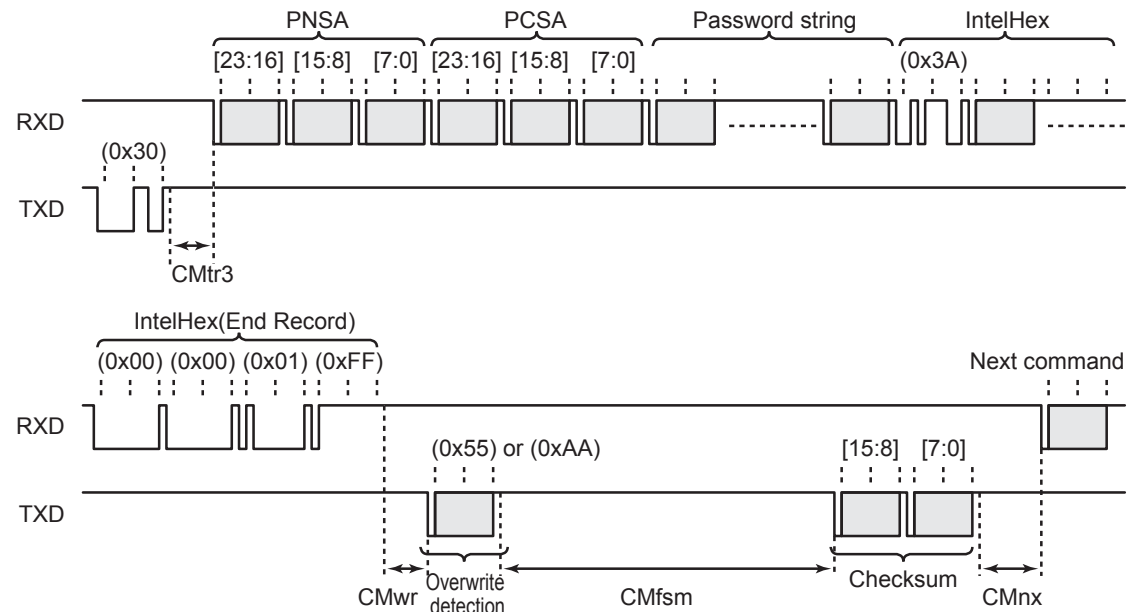 PNSA PCSA Password string IntelHex
[23:16] [15:8] [7:0] [23:16] [15:8] [7:0] (0x3A)
RXD
(0x30)
TXD
CMtr3
IntelHex(End Record)
(0x00) (0x00) (0x01) (0xFF) Next command
RXD
(0x55) or (0xAA) [15:8] [7:0]
TXD
CMwr Overwrite detection CMfsm Checksum CMnx